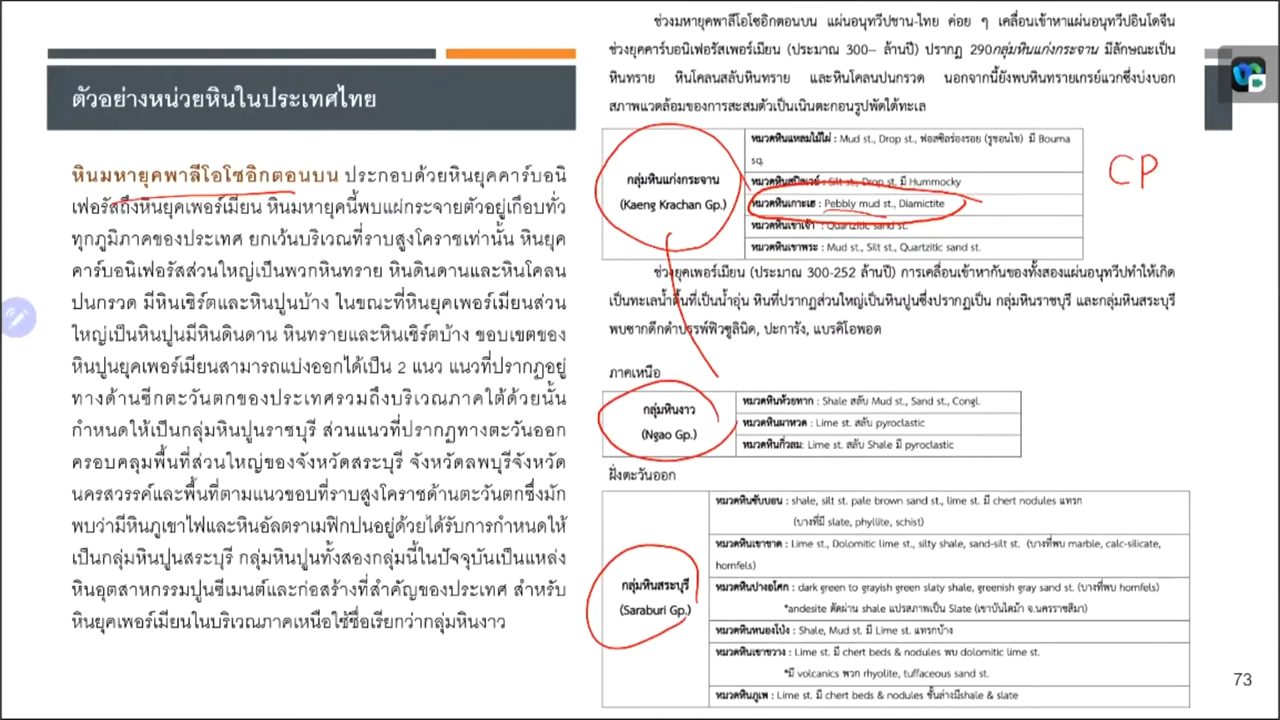 ตัวอย่างหน่วยหินในประเทศไทย
หินมหายุคพาลีโอโซอิกตอนบน ประกอบด้วยหินยุคคาร์บอนิ
เฟอรัสถึงหินยุคเพอร์เมียน หินมหายุคนี้พบแผ่กระจายตัวอยู่เกือบทั่ว
ทุกภูมิภาคของประเทศ ยกเว้นบริเวณที่ราบสูงโคราชเท่านั้น หินยุค
คาร์บอนิเฟอรัสส่วนใหญ่เป็นพวกหินทราย หินดินดานและหินโคลน
ปนกรวด มีหินเชิร์ตและหินปูนบ้าง ในขณะที่หินยุคเพอร์เมียนส่วน
ใหญ่เป็นหินปูนมีหินดินดาน หินทรายและหินเชิร์ตบ้าง ขอบเขตของ
หินปูนยุคเพอร์เมียนสามารถแบ่งออกได้เป็น 2 แนว แนวที่ปรากฏอยู่
ทางด้านซีกตะวันตกของประเทศรวมถึงบริเวณภาคใต้ด้วยนั้น
กำหนดให้เป็นกลุ่มหินปูนราชบุรี ส่วนแนวที่ปรากฏทางตะวันออก
ครอบคลุมพื้นที่ส่วนใหญ่ของจังหวัดสระบุรี จังหวัดลพบุรีจังหวัด
นครสวรรค์และพื้นที่ตามแนวขอบที่ราบสูงโคราชด้านตะวันตกซึ่งมัก
พบว่ามีหินภูเขาไฟและหินอัลตราเมฟิกปนอยู่ด้วยได้รับการกำหนดให้
เป็นกลุ่มหินปูนสระบุรี กลุ่มหินปูนทั้งสองกลุ่มนี้ในปัจจุบันเป็นแหล่ง
หินอุตสาหกรรมปูนซีเมนต์และก่อสร้างที่สำคัญของประเทศ สำหรับ
หินยุคเพอร์เมียนในบริเวณภาคเหนือใช้ชื่อเรียกว่ากลุ่มหินงาว
ช่วงมหายุคพาลีโอโซอิกตอนบน แผ่นอนุทวีปชาน-ไทย ค่อย ๆ เคลื่อนเข้าหาแผ่นอนุทวีปอินโดจีน
ช่วงยุคคาร์บอนิเฟอรัสเพอร์เมียน (ประมาณ 300– ล้านปี) ปรากฏ 290กลุ่มหินแก่งกระจาน มีลักษณะเป็น
หินทราย หินโคลนสลับหินทราย และหินโคลนปนกรวด นอกจากนี้ยังพบหินทรายเกรย์แวกซึ่งบ่งบอก
สภาพแวดล้อมของการสะสมตัวเป็นเนินตะกอนรูปพัดใต้ทะเล
กลุ่มหินแก่งกระจาน
(Kaeng Krachan Gp.)
หมวดหินแหลมไม้ไผ่ : Mud st., Drop st., ฟอสซิลร่องรอย (รูชอนไช) มี Bouma
sq.
หมวดหินสปิลเวย์ : Silt st., Drop st. มี Hummocky
หมวดหินเกาะเฮ : Pebbly mud st., Diamictite
หมวดหินเขาเจ้า : Quartzitic sand st.
หมวดหินเขาพระ : Mud st., Silt st., Quartzitic sand st.
CP
ช่วงยุคเพอร์เมียน (ประมาณ 300-252 ล้านปี) การเคลื่อนเข้าหากันของทั้งสองแผ่นอนุทวีปทำให้เกิด
เป็นทะเลน้ำตื้นที่เป็นน้ำอุ่น หินที่ปรากฏส่วนใหญ่เป็นหินปูนซึ่งปรากฏเป็น กลุ่มหินราชบุรี และกลุ่มหินสระบุรี
พบซากดึกดำบรรพ์ฟิวซูลินิด, ปะการัง, แบรคิโอพอด
ภาคเหนือ
กลุ่มหินงาว
(Ngao Gp.)
หมวดหินห้วยทาก : Shale สลับ Mud st., Sand st., Congl.
หมวดหินผาหวด : Lime st. สลับ pyroclastic
หมวดหินกิ่วลม: Lime st. สลับ Shale มี pyroclastic
ฝั่งตะวันออก
กลุ่มหินสระบุรี
(Saraburi Gp.)
หมวดหินซับบอน : shale, silt st. pale brown sand st., lime st. มี chert nodules แทรก
(บางที่มี slate, phyllite, schist)
หมวดหินเขาขาด : Lime st., Dolomitic lime st., silty shale, sand-silt st. (บางที่พบ marble, calc-silicate,
hornfels)
หมวดหินปางอโศก : dark green to grayish green slaty shale, greenish gray sand st. (บางที่พบ hornfels)
*andesite ตัดผ่าน shale แปรสภาพเป็น Slate (เขาบันไดม้า จ.นครราชสีมา)
หมวดหินหนองโป่ง : Shale, Mud st. มี Lime st. แทรกบ้าง
หมวดหินเขาขวาง : Lime st. มี chert beds & nodules พบ dolomitic lime st.
*มี volcanics พวก rhyolite, tuffaceous sand st.
หมวดหินภูเพ : Lime st. มี chert beds & nodules ชั้นล่างมีshale & slate
73